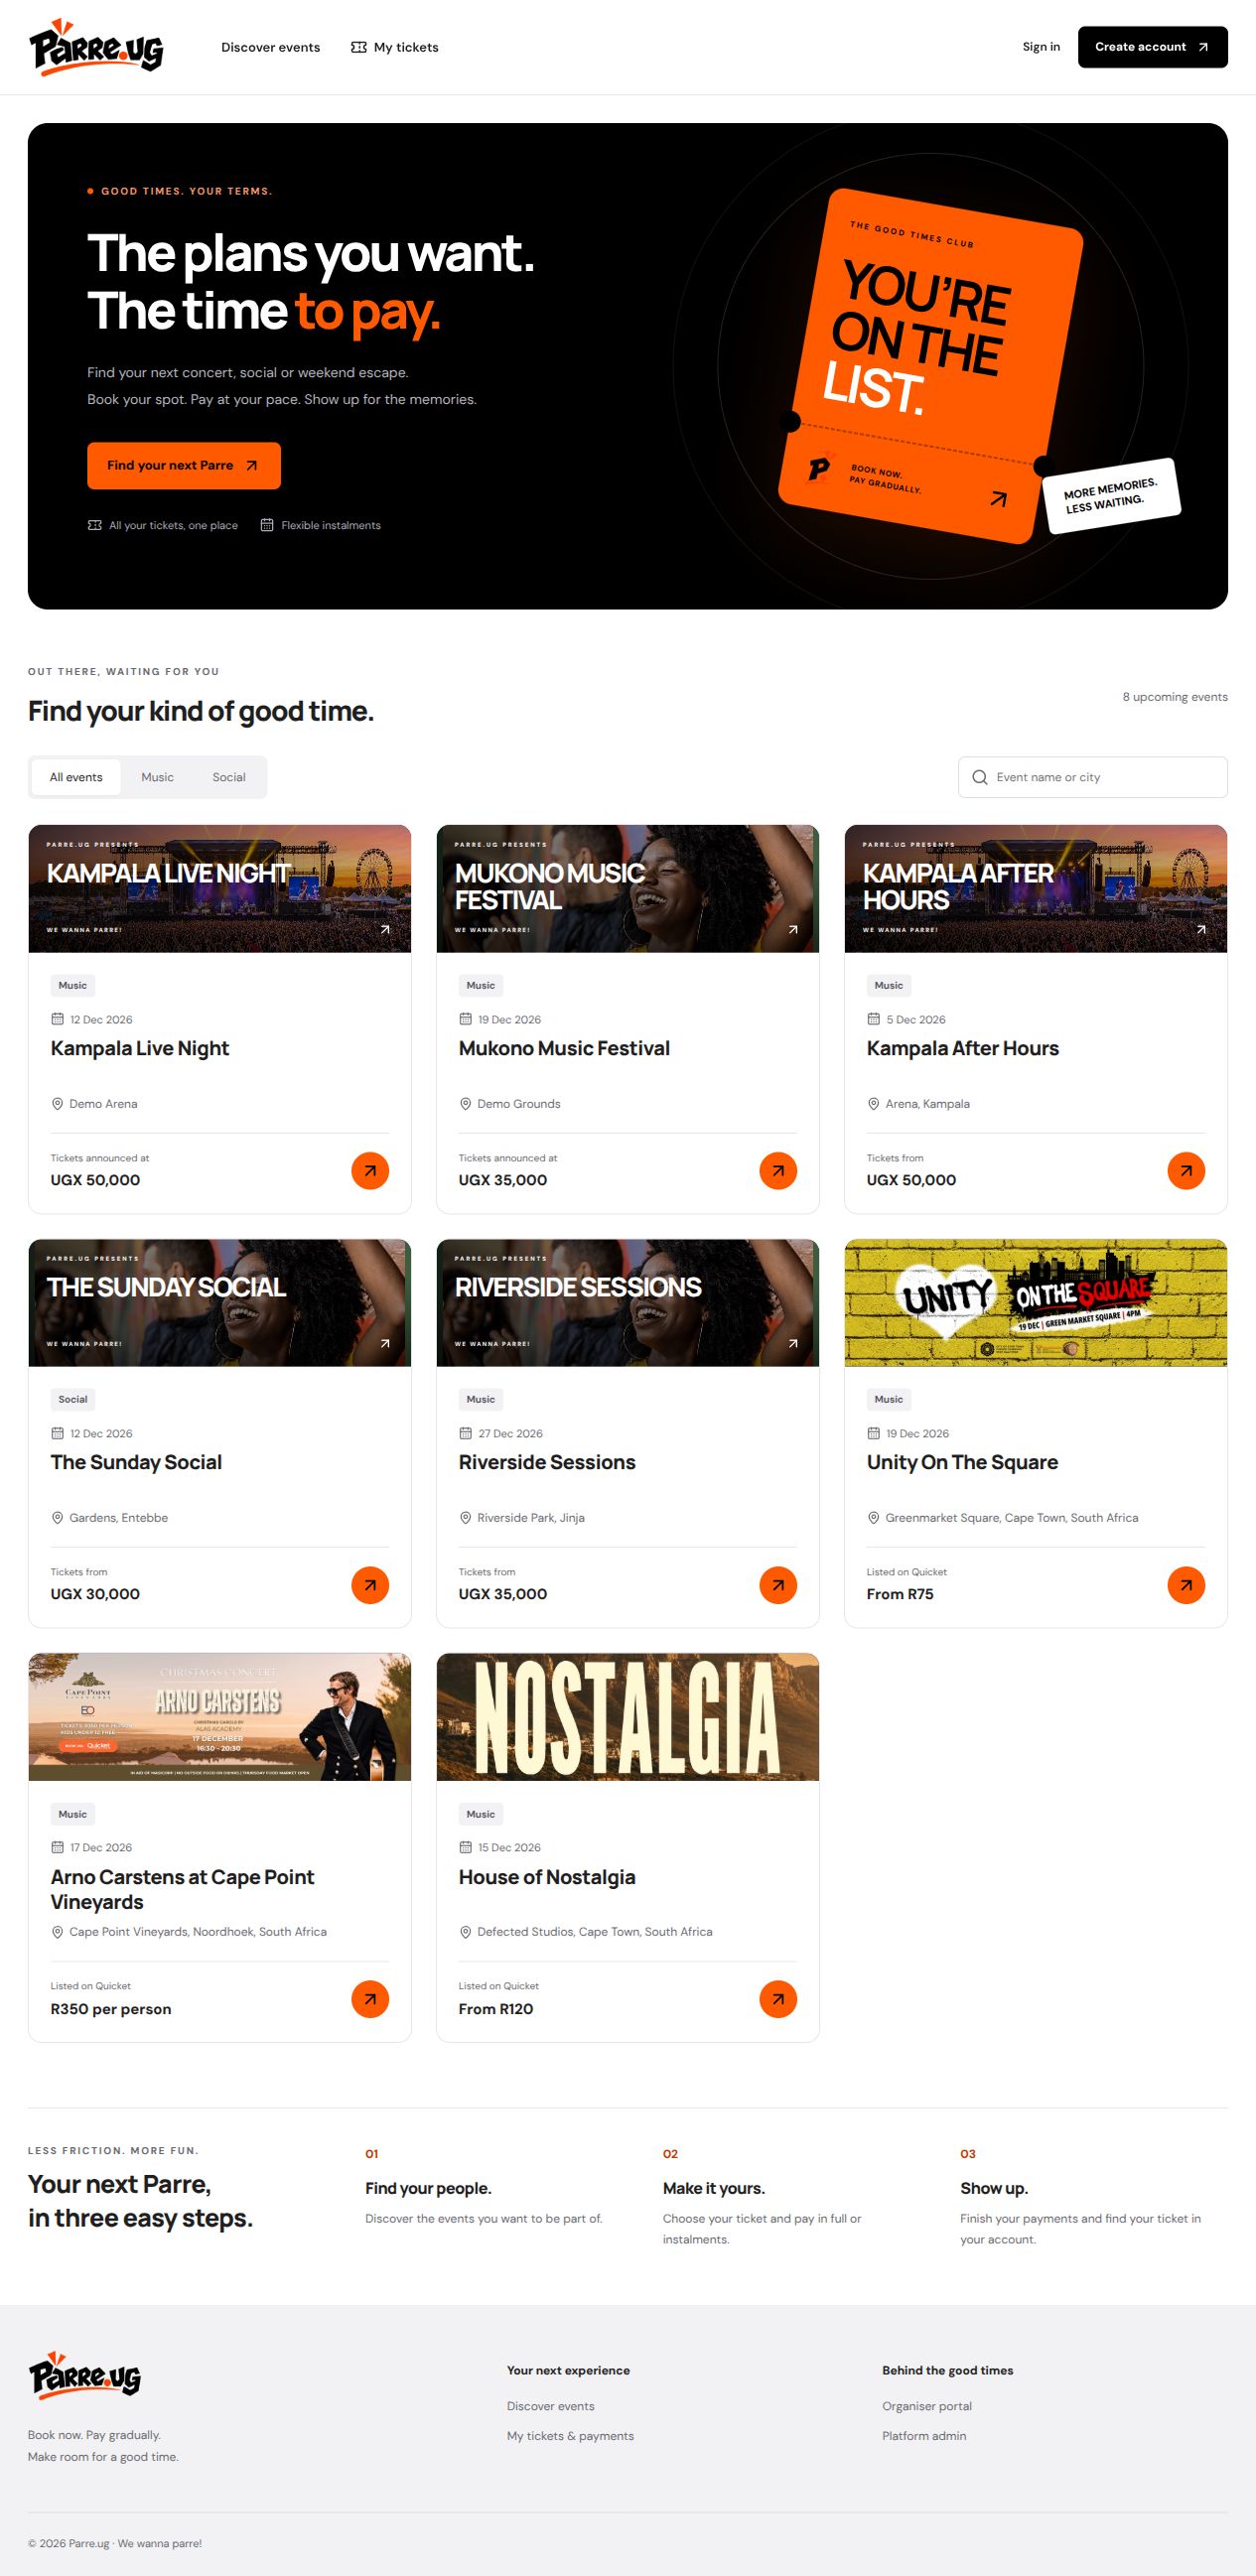 Parre.ug
Discover events
My tickets
Sign in
Create account
GOOD TIMES. YOUR TERMS.
The plans you want.
The time to pay.
Find your next concert, social or weekend escape.
Book your spot. Pay at your pace. Show up for the memories.
Find your next Parre
All your tickets, one place
Flexible instalments
THE GOOD TIMES CLUB
YOU'RE
ON THE
LIST.
P
BOOK NOW.
PAY GRADUALLY.
MORE MEMORIES.
LESS WAITING.
OUT THERE, WAITING FOR YOU
Find your kind of good time.
8 upcoming events
All events
Music
Social
Event name or city
PARRE.UG PRESENTS
KAMPALA LIVE NIGHT
WE WANNA PARRE!
Music
12 Dec 2026
Kampala Live Night
Demo Arena
Tickets announced at
UGX 50,000
PARRE.UG PRESENTS
MUKONO MUSIC
FESTIVAL
WE WANNA PARRE!
Music
19 Dec 2026
Mukono Music Festival
Demo Grounds
Tickets announced at
UGX 35,000
PARRE.UG PRESENTS
KAMPALA AFTER
HOURS
WE WANNA PARRE!
Music
5 Dec 2026
Kampala After Hours
Arena, Kampala
Tickets from
UGX 50,000
PARRE.UG PRESENTS
THE SUNDAY SOCIAL
WE WANNA PARRE!
Social
12 Dec 2026
The Sunday Social
Gardens, Entebbe
Tickets from
UGX 30,000
PARRE.UG PRESENTS
RIVERSIDE SESSIONS
WE WANNA PARRE!
Music
27 Dec 2026
Riverside Sessions
Riverside Park, Jinja
Tickets from
UGX 35,000
UNITY
ON THE SQUARE
19 DEC | GREEN MARKET SQUARE | 4PM
Music
19 Dec 2026
Unity On The Square
Greenmarket Square, Cape Town, South Africa
Listed on Quicket
From R75
CAPE POINT
VINEYARDS
CHRISTMAS CONCERT
ARNO CARSTENS
CHRISTMAS CAROLS BY
ALAS ACADEMY
17 DECEMBER
16:30 - 20:30
Quicket
Music
17 Dec 2026
Arno Carstens at Cape Point
Vineyards
Cape Point Vineyards, Noordhoek, South Africa
Listed on Quicket
R350 per person
NOSTALGIA
Music
15 Dec 2026
House of Nostalgia
Defected Studios, Cape Town, South Africa
Listed on Quicket
From R120
LESS FRICTION. MORE FUN.
Your next Parre,
in three easy steps.
01
Find your people.
Discover the events you want to be part of.
02
Make it yours.
Choose your ticket and pay in full or
instalments.
03
Show up.
Finish your payments and find your ticket in
your account.
Parre.ug
Book now. Pay gradually.
Make room for a good time.
Your next experience
Discover events
My tickets & payments
Behind the good times
Organiser portal
Platform admin
© 2026 Parre.ug · We wanna parre!